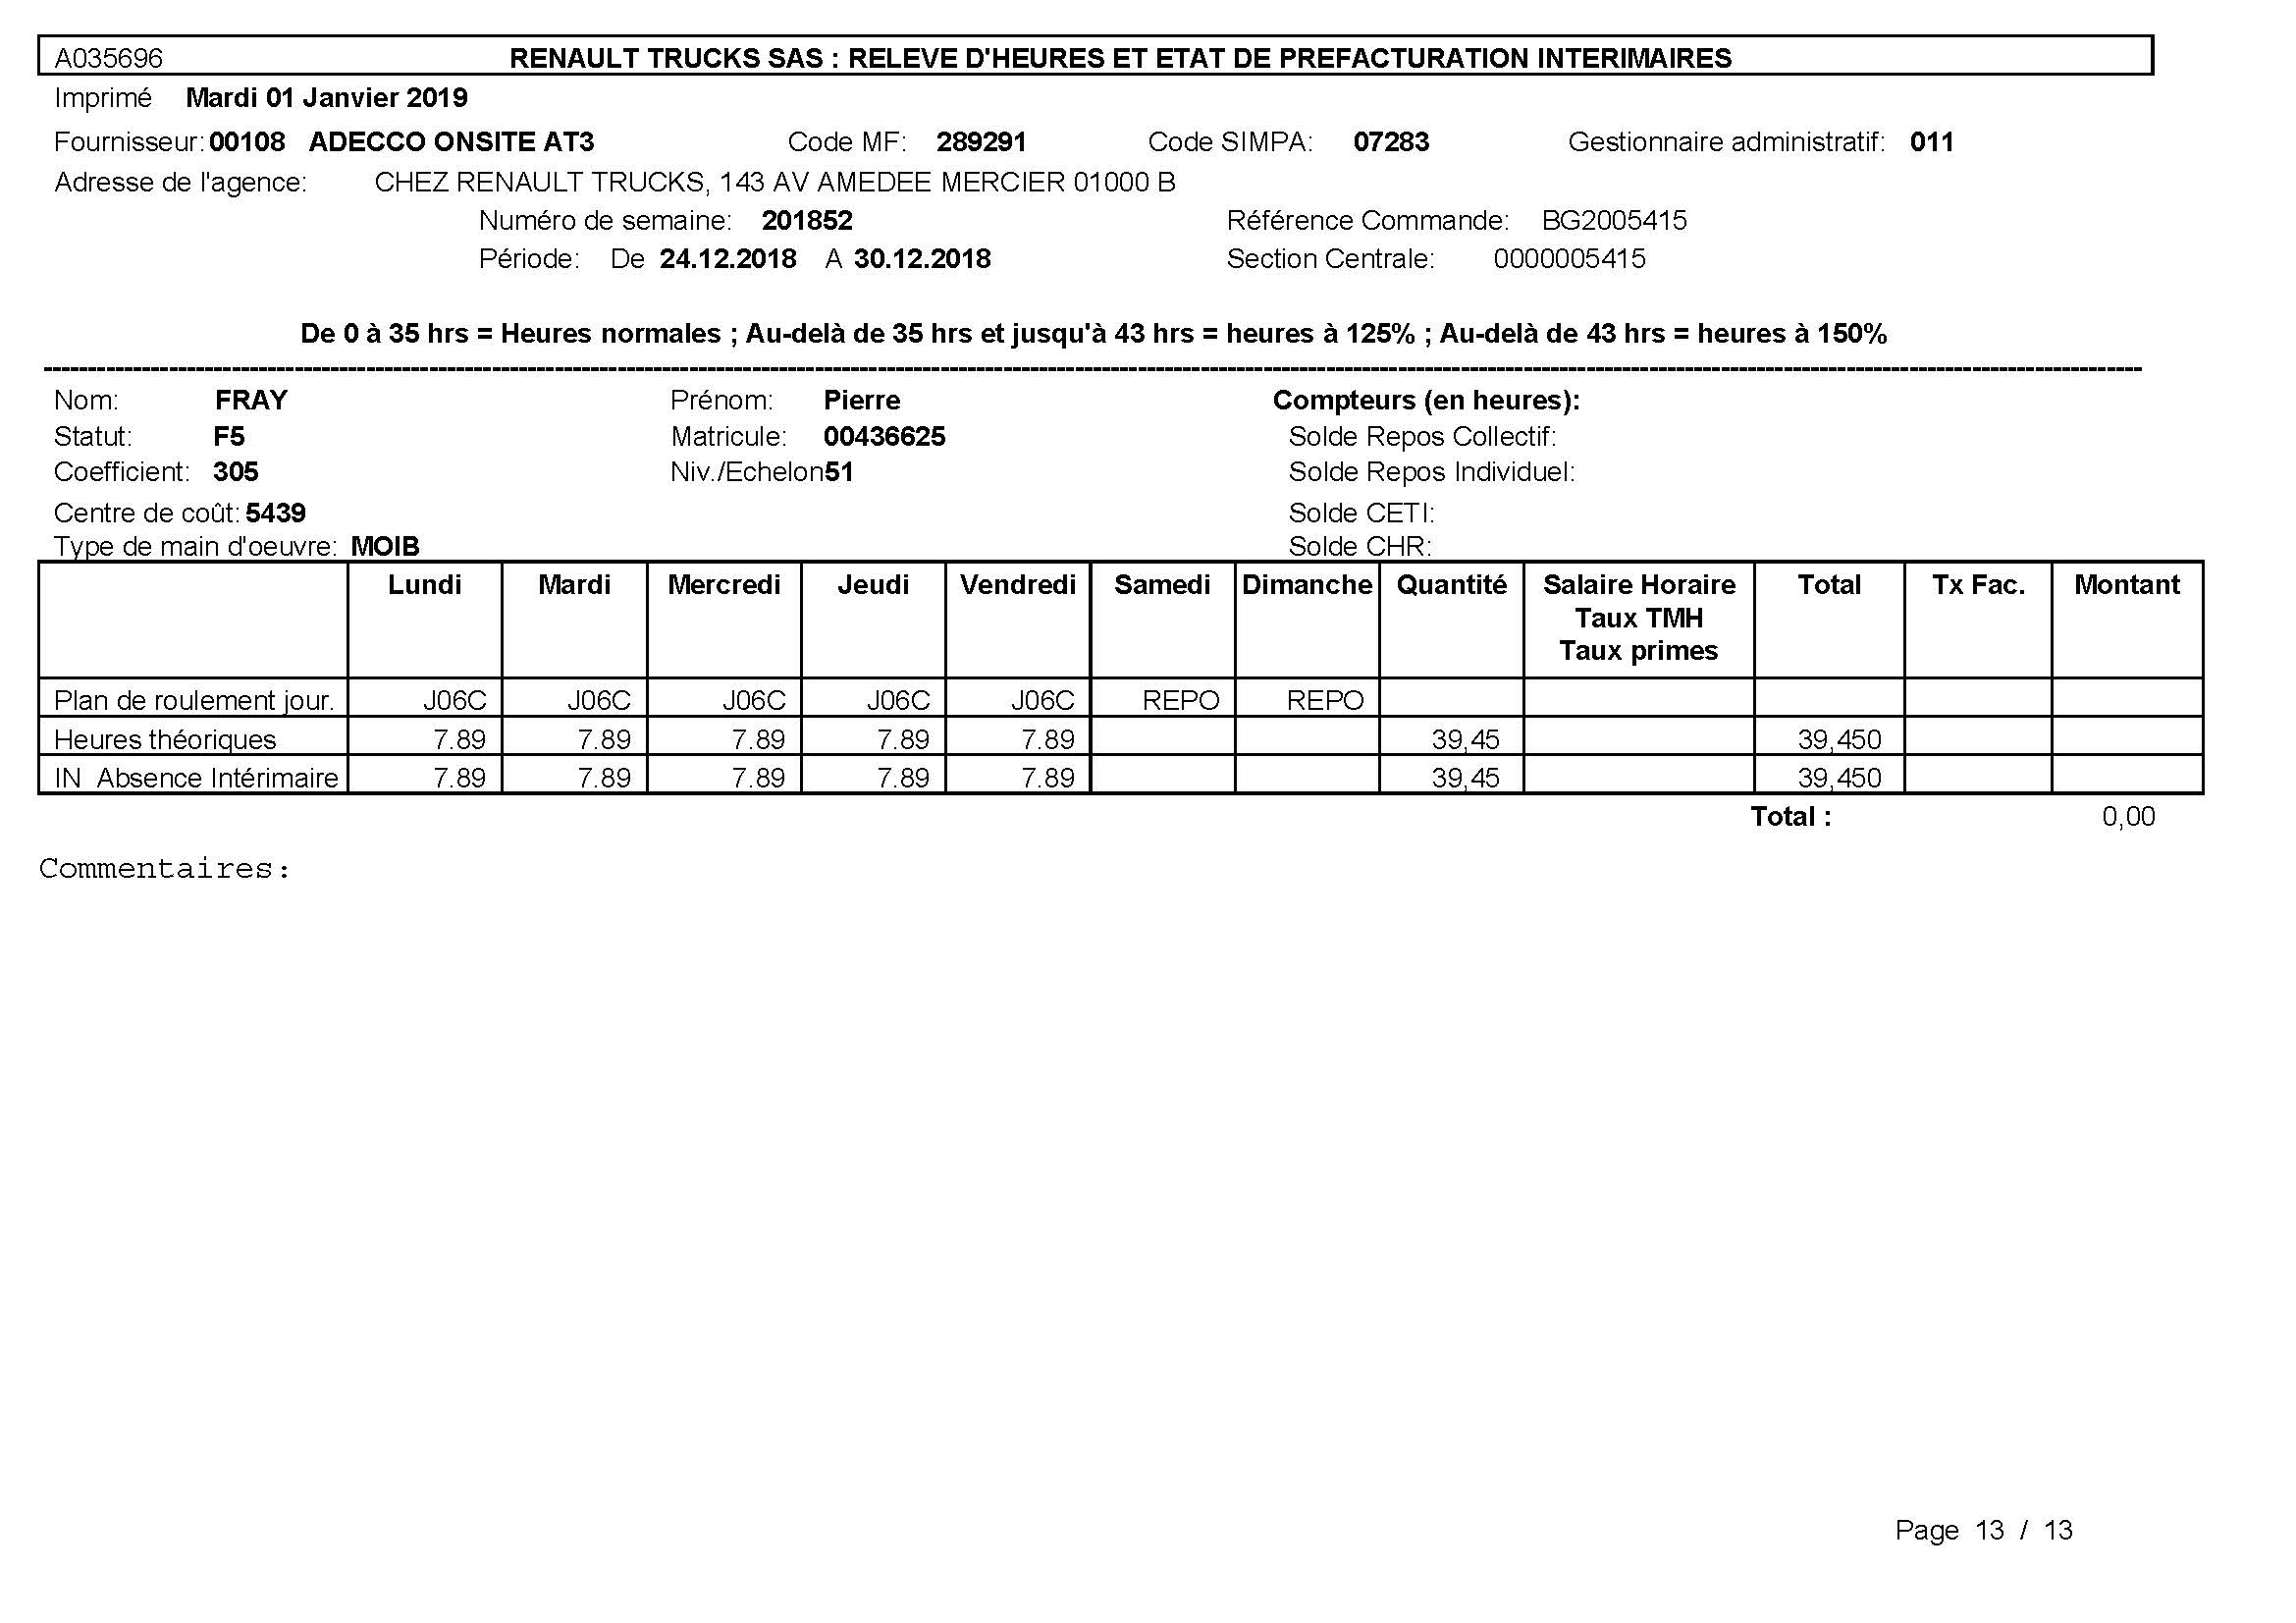 A035696 RENAULT TRUCKS SAS : RELEVE D'HEURES ET ETAT DE PREFACTURATION INTERIMAIRES
Imprimé Mardi 01 Janvier 2019
Fournisseur: 00108 ADECCO ONSITE AT3 Code MF: 289291 Code SIMPA: 07283 Gestionnaire administratif: 011
Adresse de l'agence: CHEZ RENAULT TRUCKS, 143 AV AMEDEE MERCIER 01000 B
Numéro de semaine: 201852 Référence Commande: BG2005415
Période: De 24.12.2018 A 30.12.2018 Section Centrale: 0000005415
De 0 à 35 hrs = Heures normales ; Au-delà de 35 hrs et jusqu'à 43 hrs = heures à 125% ; Au-delà de 43 hrs = heures à 150%
Nom: FRAY Prénom: Pierre Compteurs (en heures):
Statut: F5 Matricule: 00436625 Solde Repos Collectif:
Coefficient: 305 Niv./Echelon 51 Solde Repos Individuel:
Centre de coût: 5439 Solde CETI:
Type de main d'oeuvre: MOIB Solde CHR:
Lundi Mardi Mercredi Jeudi Vendredi Samedi Dimanche Quantité Salaire Horaire Total Tx Fac. Montant
Taux TMH
Taux primes
Plan de roulement jour. J06C J06C J06C J06C J06C REPO REPO
Heures théoriques 7.89 7.89 7.89 7.89 7.89 39,45 39,450
IN Absence Intérimaire 7.89 7.89 7.89 7.89 7.89 39,45 39,450
Total : 0,00
Commentaires:
Page 13 / 13